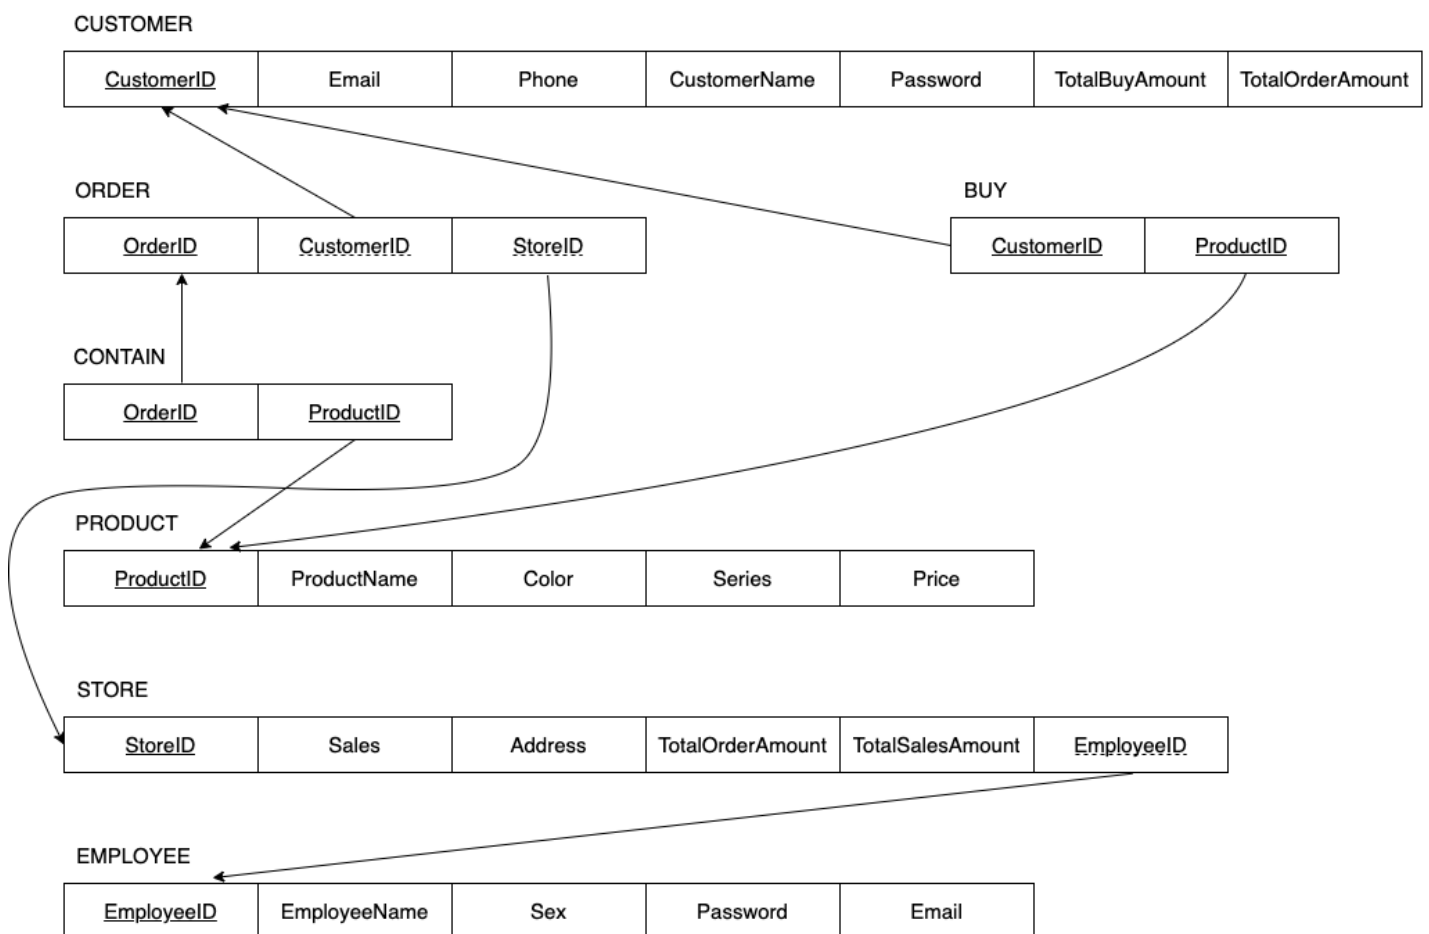 CUSTOMER
CustomerID Email Phone CustomerName Password TotalBuyAmount TotalOrderAmount
ORDER BUY
OrderID CustomerID StoreID CustomerID ProductID
CONTAIN
OrderID ProductID
PRODUCT
ProductID ProductName Color Series Price
STORE
StoreID Sales Address TotalOrderAmount TotalSalesAmount EmployeeID
EMPLOYEE
EmployeeID EmployeeName Sex Password Email